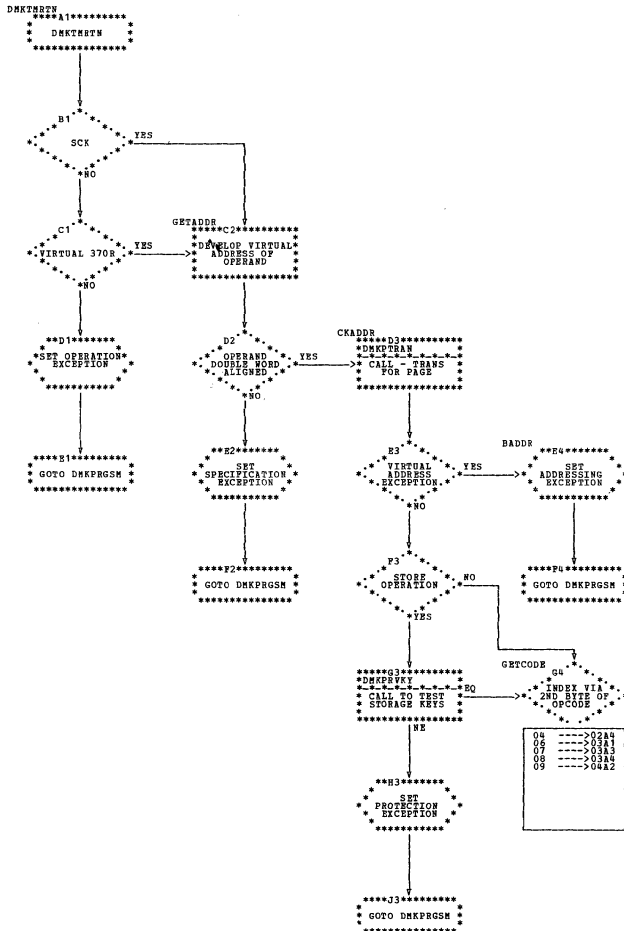 DMKTMRTN
A1
DMKTMRTN
B1
SCK
YES
NO
C1
VIRTUAL 370R
YES
NO
GETADDR
C2
DEVELOP VIRTUAL
ADDRESS OF
OPERAND
D1
SET OPERATION
EXCEPTION
D2
OPERAND
DOUBLE WORD
ALIGNED
YES
NO
CKADDR
D3
DMKPTRAN
CALL - TRANS
FOR PAGE
E1
GOTO DMKPRGSM
E2
SET
SPECIFICATION
EXCEPTION
E3
VIRTUAL
ADDRESS
EXCEPTION
YES
NO
BADDR
E4
SET
ADDRESSING
EXCEPTION
F2
GOTO DMKPRGSM
F3
STORE
OPERATION
NO
YES
F4
GOTO DMKPRGSM
G3
DMKPRVKY
CALL TO TEST
STORAGE KEYS
EQ
NE
GETCODE
G4
INDEX VIA
2ND BYTE OF
OPCODE
04 ---->02A4
06 ---->03A1
07 ---->03A3
08 ---->03A4
09 ---->04A2
H3
SET
PROTECTION
EXCEPTION
J3
GOTO DMKPRGSM